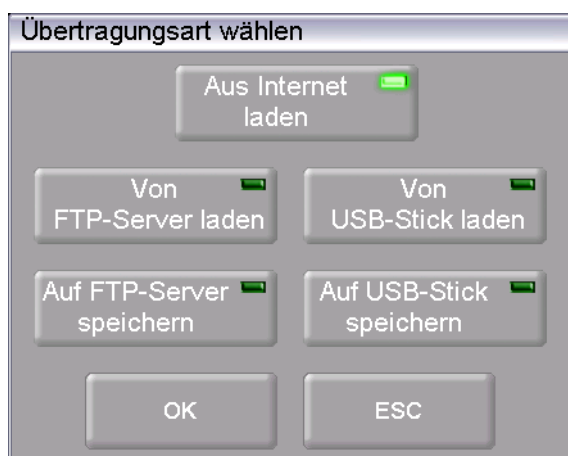 Übertragungsart wählen
Aus Internet
laden
Von
FTP-Server laden
Von
USB-Stick laden
Auf FTP-Server
speichern
Auf USB-Stick
speichern
OK
ESC